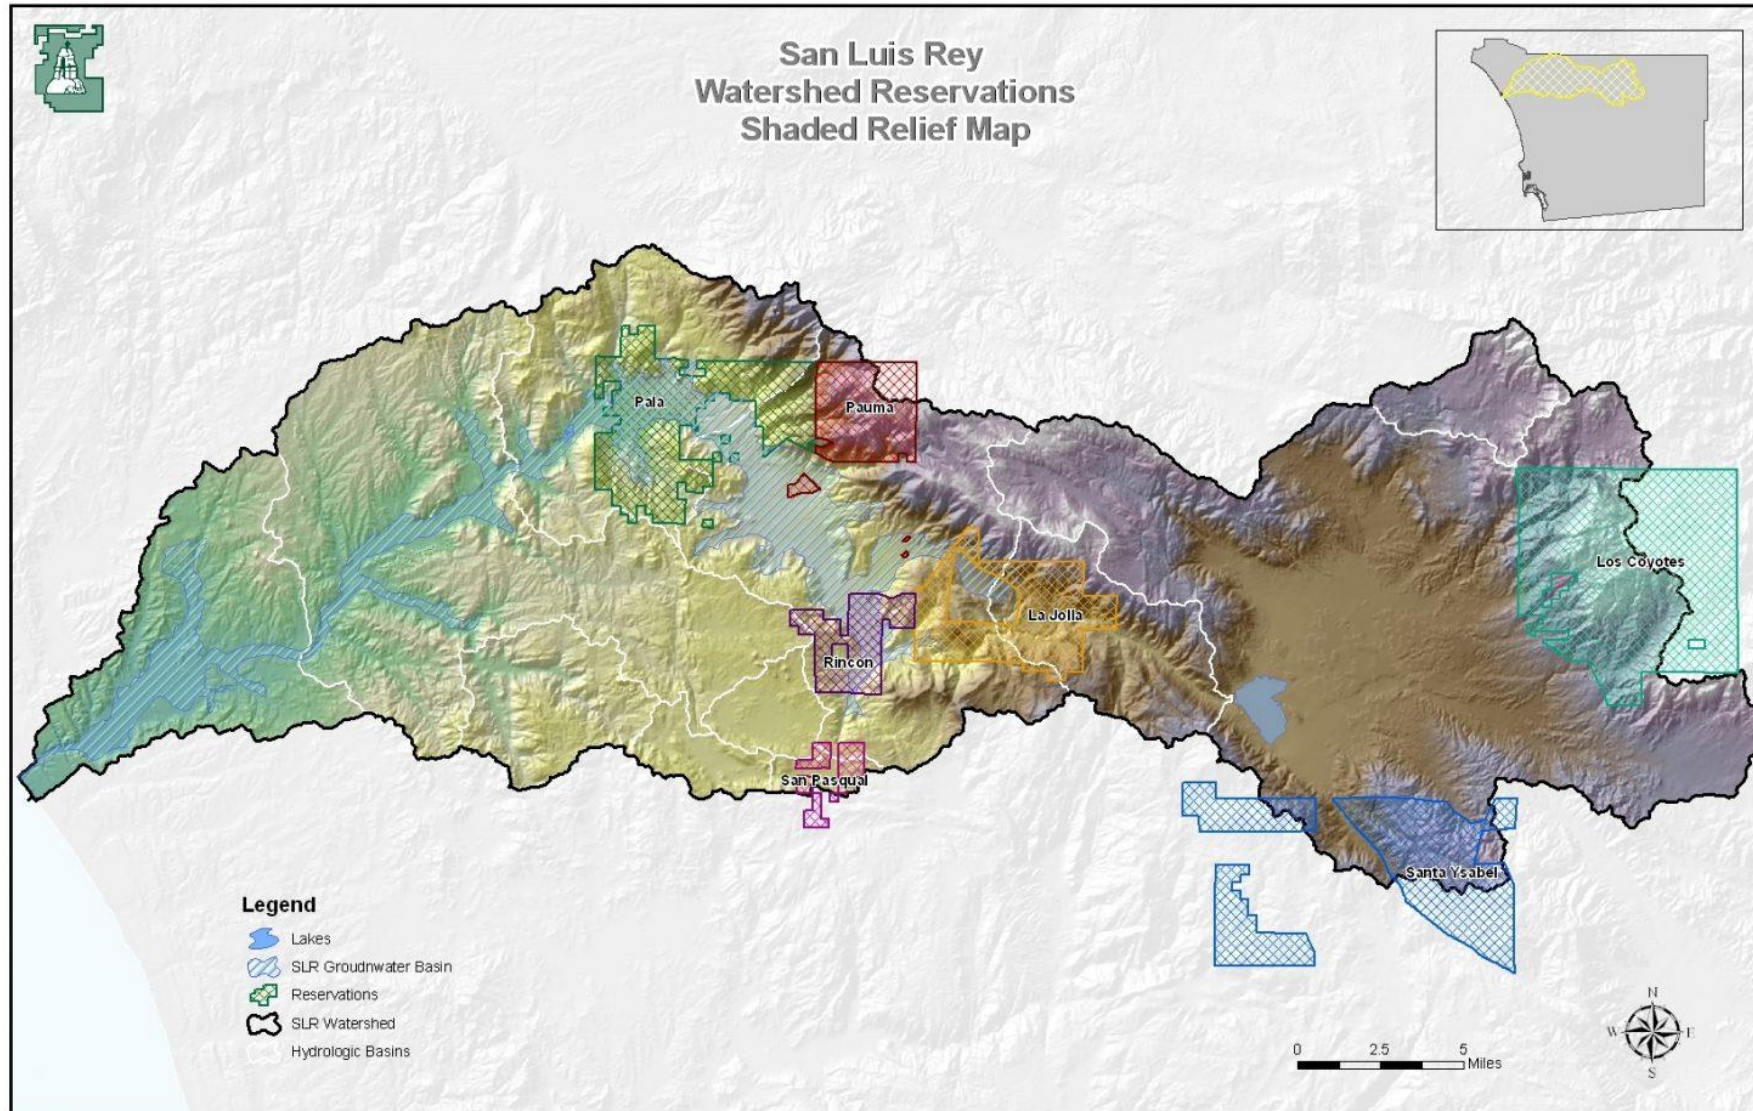 San Luis Rey
Watershed Reservations
Shaded Relief Map
Pala
Pauma
Los Coyotes
La Jolla
Rincon
San Pasqual
Santa Ysabel
Legend
Lakes
SLR Groudnwater Basin
Reservations
SLR Watershed
Hydrologic Basins
N
W E
S
0 2.5 5
Miles